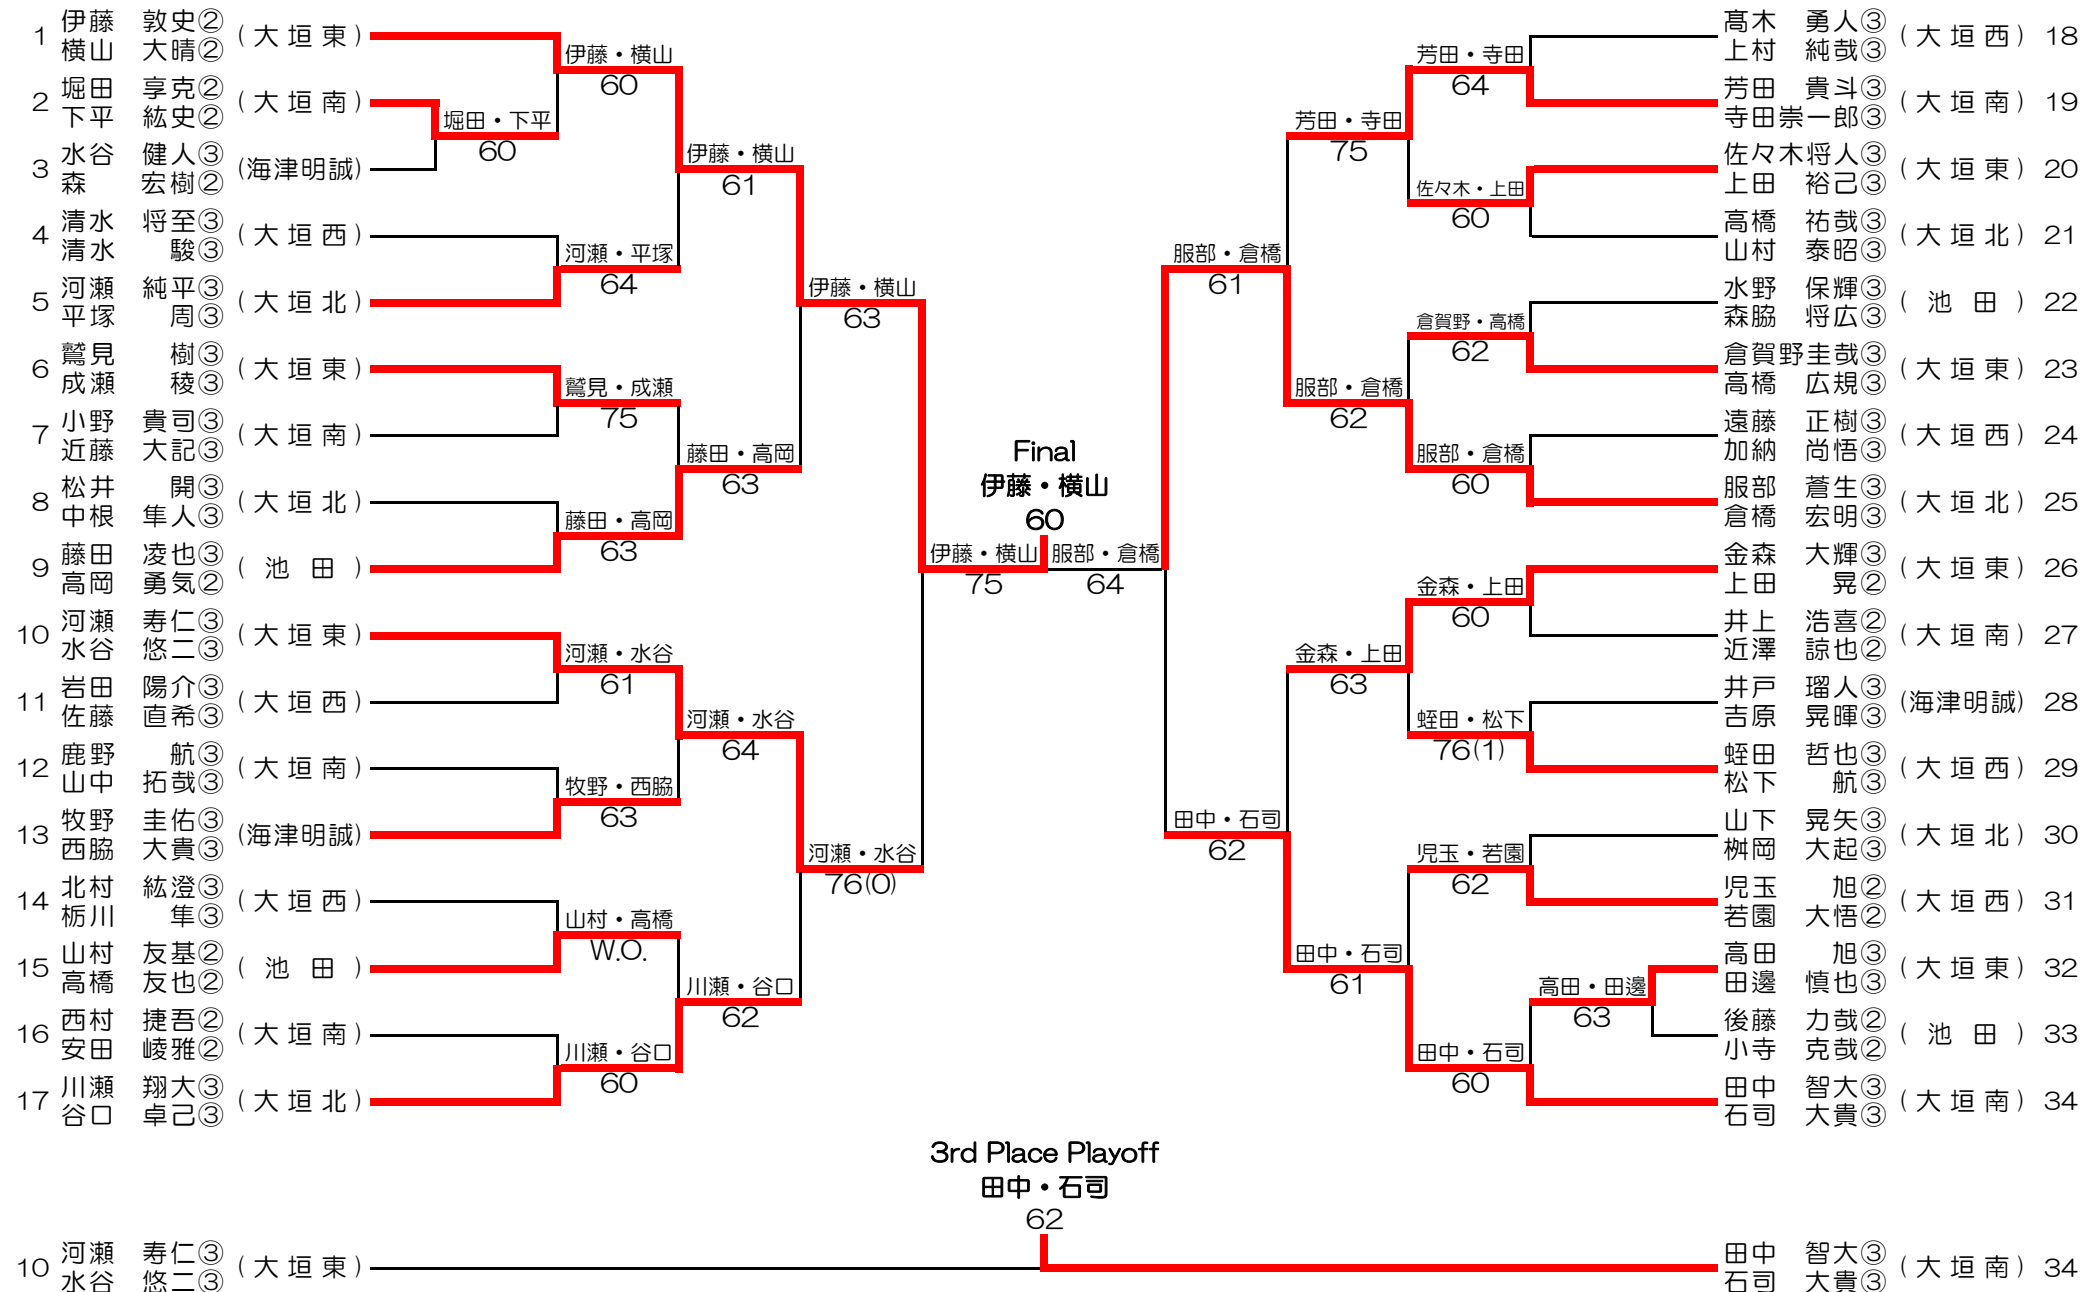 1 伊藤 敦史② (大垣東)
横山 大晴②
2 堀田 享克② (大垣南)
下平 紘史②
3 水谷 健人③ (海津明誠)
森 宏樹②
4 清水 将至③ (大垣西)
清水 駿③
5 河瀬 純平③ (大垣北)
平塚 周③
6 鷲見 樹③ (大垣東)
成瀬 稜③
7 小野 貴司③ (大垣南)
近藤 大記③
8 松井 開③ (大垣北)
中根 隼人③
9 藤田 凌也③ (池田)
高岡 勇気②
10 河瀬 寿仁③ (大垣東)
水谷 悠二③
11 岩田 陽介③ (大垣西)
佐藤 直希③
12 鹿野 航③ (大垣南)
山中 拓哉③
13 牧野 圭佑③ (海津明誠)
西脇 大貴③
14 北村 紘澄③ (大垣西)
栃川 隼③
15 山村 友基② (池田)
高橋 友也②
16 西村 捷吾② (大垣南)
安田 崚雅②
17 川瀬 翔大③ (大垣北)
谷口 卓己③
堀田・下平
60
伊藤・横山
60
河瀬・平塚
64
鷲見・成瀬
75
藤田・高岡
63
河瀬・水谷
61
牧野・西脇
63
山村・高橋
W.O.
川瀬・谷口
60
伊藤・横山
61
藤田・高岡
63
河瀬・水谷
64
川瀬・谷口
62
伊藤・横山
63
河瀬・水谷
76(0)
伊藤・横山
75
Final
伊藤・横山
60
服部・倉橋
64
服部・倉橋
61
田中・石司
62
芳田・寺田
75
服部・倉橋
62
金森・上田
63
田中・石司
61
芳田・寺田
64
佐々木・上田
60
倉賀野・高橋
62
服部・倉橋
60
金森・上田
60
蛭田・松下
76(1)
児玉・若園
62
田中・石司
60
高田・田邊
63
髙木 勇人③ (大垣西) 18
上村 純哉③
芳田 貴斗③ (大垣南) 19
寺田崇一郎③
佐々木将人③ (大垣東) 20
上田 裕己③
高橋 祐哉③ (大垣北) 21
山村 泰昭③
水野 保輝③ (池田) 22
森脇 将広③
倉賀野圭哉③ (大垣東) 23
高橋 広規③
遠藤 正樹③ (大垣西) 24
加納 尚悟③
服部 蒼生③ (大垣北) 25
倉橋 宏明③
金森 大輝③ (大垣東) 26
上田 晃②
井上 浩喜② (大垣南) 27
近澤 諒也②
井戸 瑠人③ (海津明誠) 28
吉原 晃暉③
蛭田 哲也③ (大垣西) 29
松下 航③
山下 晃矢③ (大垣北) 30
桝岡 大起③
児玉 旭② (大垣西) 31
若園 大悟②
高田 旭③ (大垣東) 32
田邊 慎也③
後藤 力哉② (池田) 33
小寺 克哉②
田中 智大③ (大垣南) 34
石司 大貴③
3rd Place Playoff
田中・石司
62
10 河瀬 寿仁③ (大垣東)
水谷 悠二③
田中 智大③ (大垣南) 34
石司 大貴③